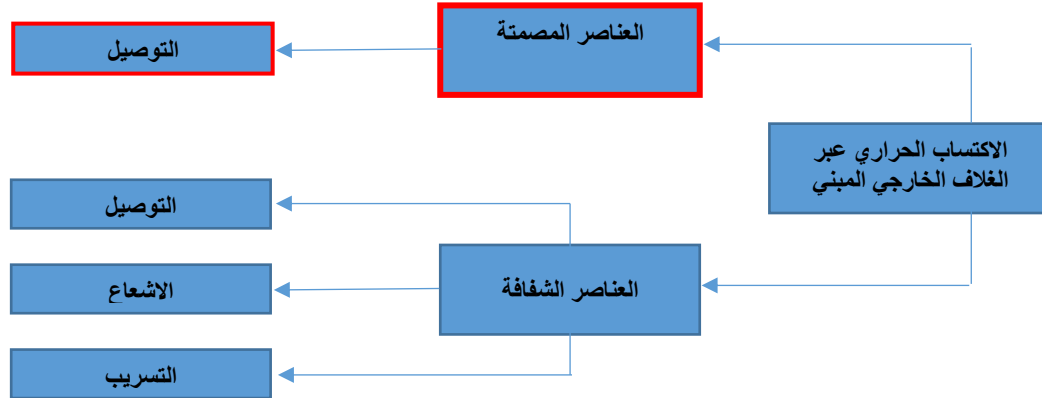 العناصر المصمتة
التوصيل
الاكتساب الحراري عبر
الغلاف الخارجي المبني
التوصيل
العناصر الشفافة
الاشعاع
التسريب